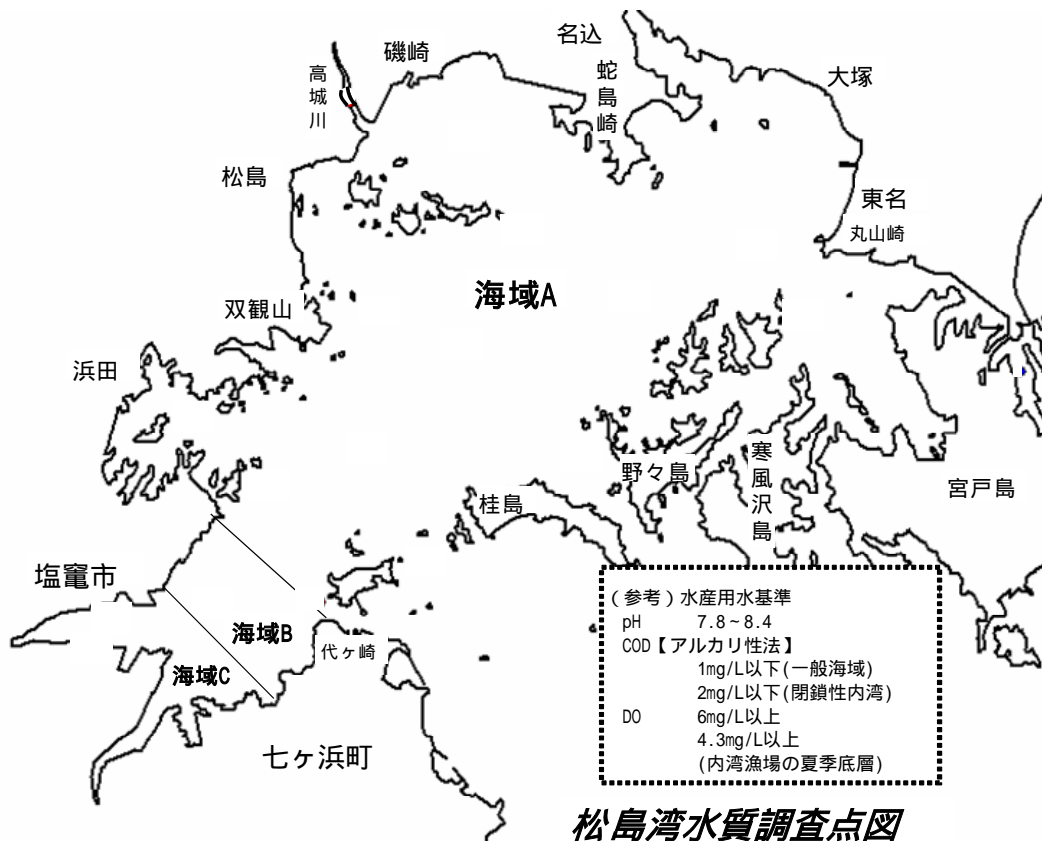 名込
磯崎
高城川
蛇島崎
大塚
松島
東名
丸山崎
海域A
双観山
浜田
野々島
寒風沢島
宮戸島
桂島
塩竈市
海域B
代ヶ崎
海域C
七ヶ浜町
(参考)水産用水基準
pH 7.8~8.4
COD【アルカリ性法】
1mg/L以下(一般海域)
2mg/L以下(閉鎖性内湾)
DO 6mg/L以上
4.3mg/L以上
(内湾漁場の夏季底層)
松島湾水質調査点図